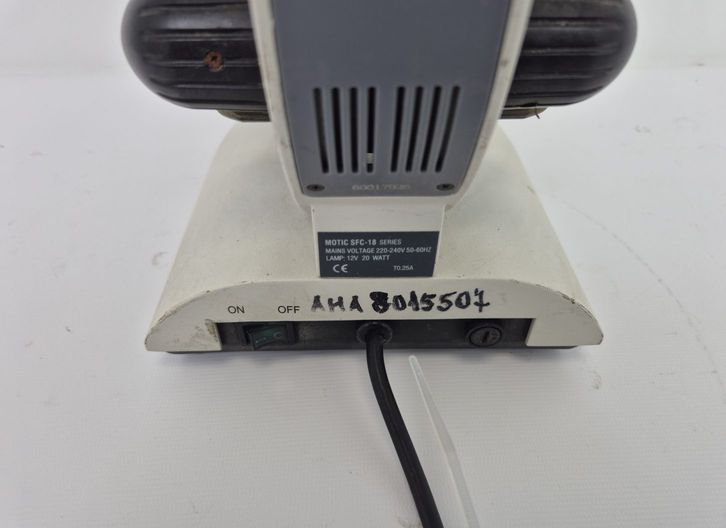 60017936
MOTIC SFC-18 SERIES
MAINS VOLTAGE 220-240V 50-60HZ
LAMP: 12V 20 WATT
CE T0.25A
ON OFF AHA 8015507